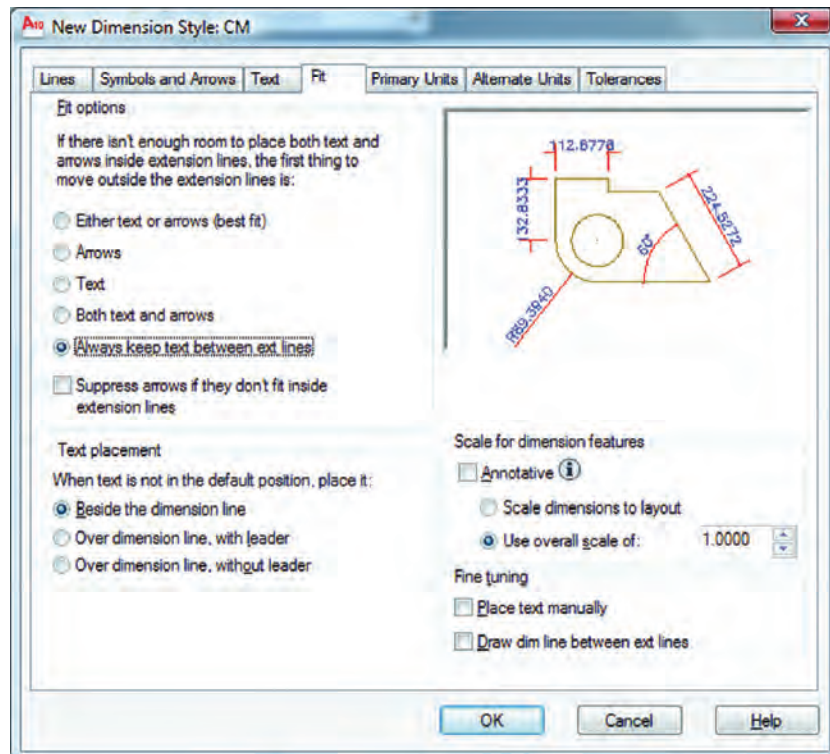 A10 New Dimension Style: CM
Lines Symbols and Arrows Text Fit Primary Units Alternate Units Tolerances
Fit options
If there isn't enough room to place both text and
arrows inside extension lines, the first thing to
move outside the extension lines is:
Either text or arrows (best fit)
Arrows
Text
Both text and arrows
Always keep text between ext lines
Suppress arrows if they don't fit inside
extension lines
Text placement
When text is not in the default position, place it:
Beside the dimension line
Over dimension line, with leader
Over dimension line, without leader
112.8778
132.8333
224.5272
60°
R89.3940
Scale for dimension features
Annotative
Scale dimensions to layout
Use overall scale of: 1.0000
Fine tuning
Place text manually
Draw dim line between ext lines
OK Cancel Help